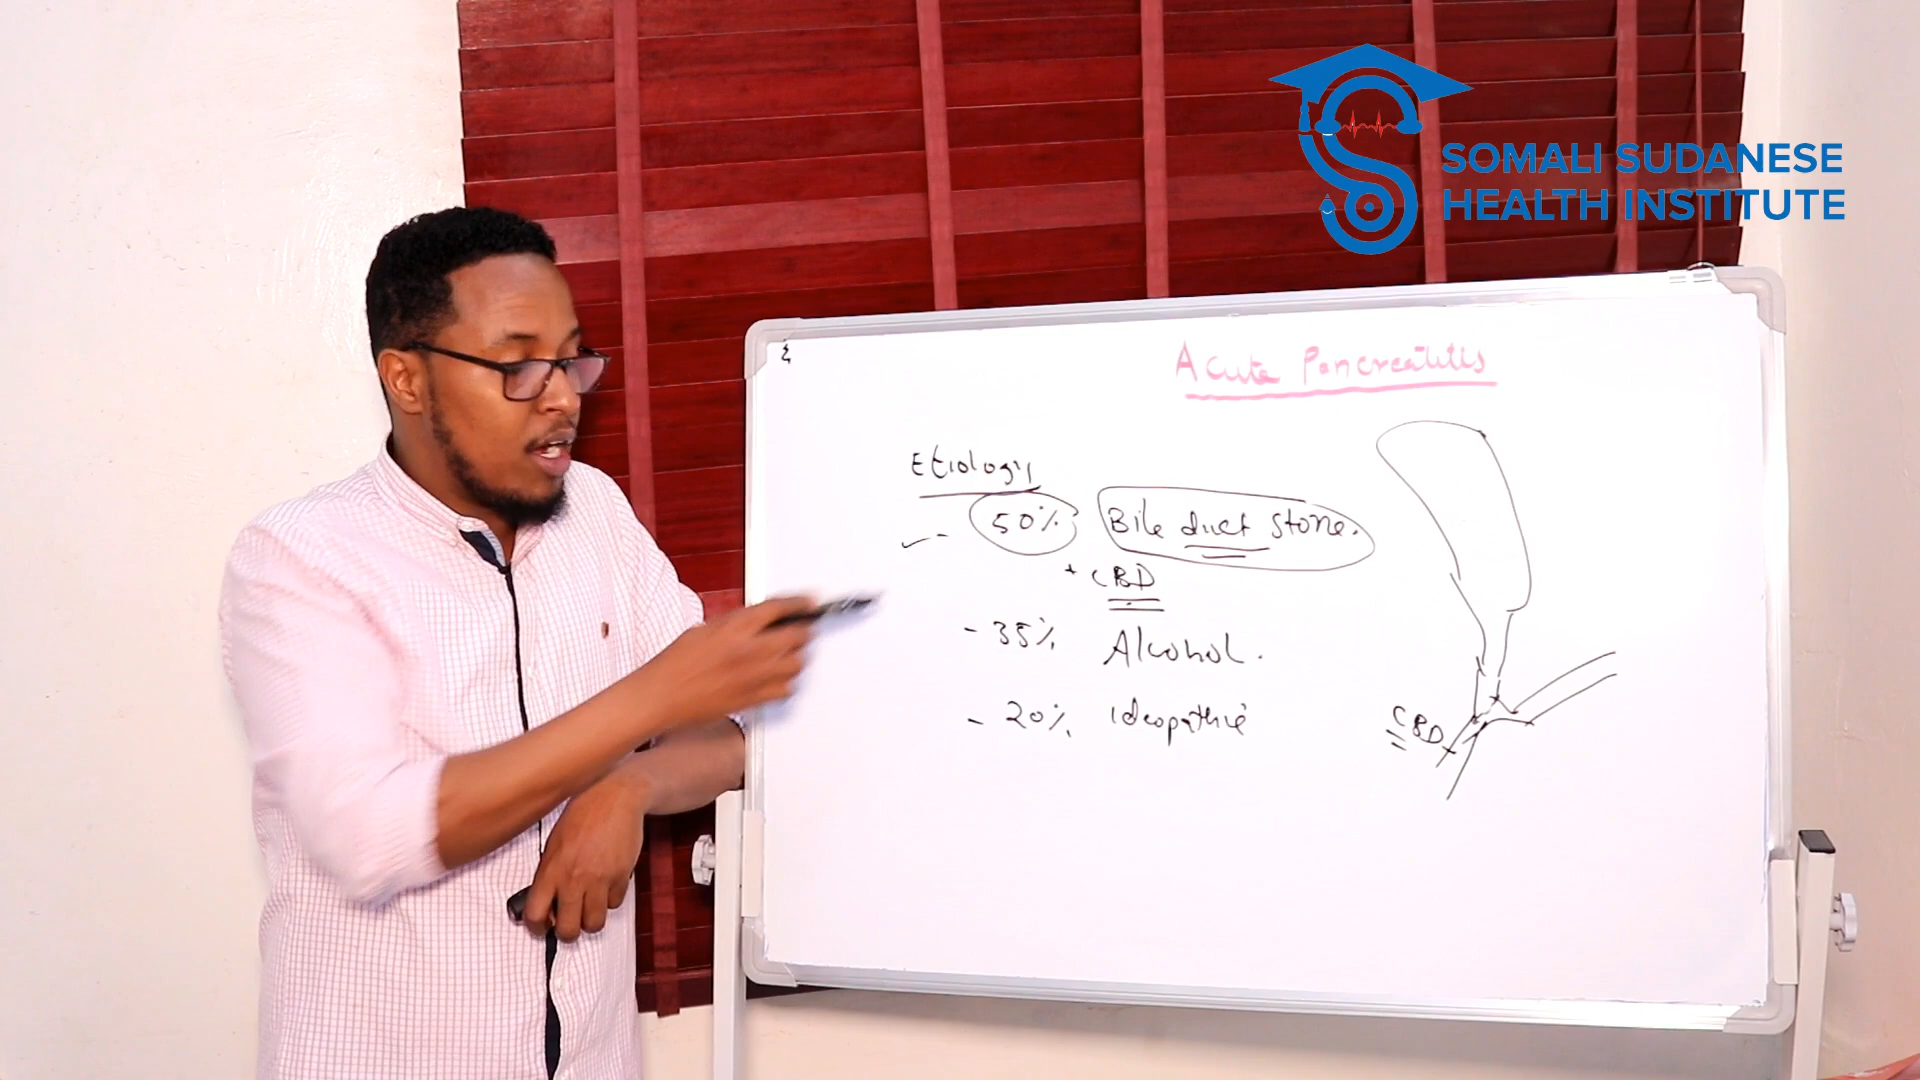 SOMALI SUDANESE
HEALTH INSTITUTE
Acute Pancreatitis
Etiology
- 50% Bile duct stone.
+ CBD
- 35% Alcohol.
- 20% ideopathic
CBD